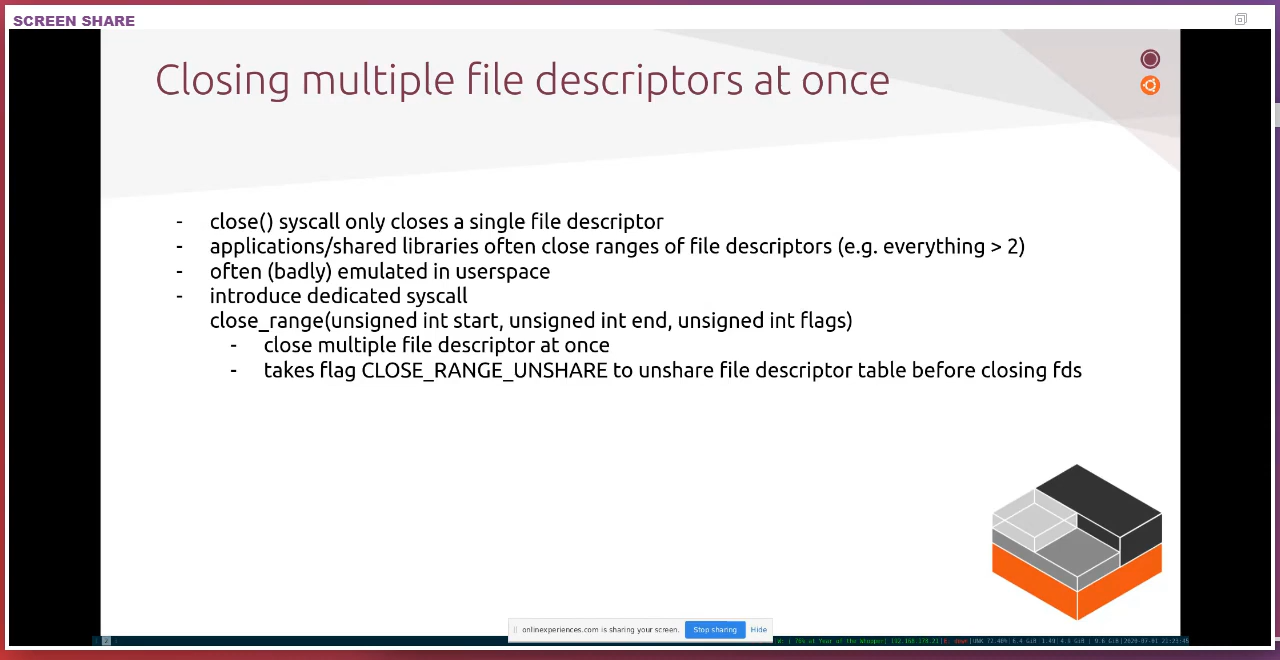 SCREEN SHARE
Closing multiple file descriptors at once
- close() syscall only closes a single file descriptor
- applications/shared libraries often close ranges of file descriptors (e.g. everything > 2)
- often (badly) emulated in userspace
- introduce dedicated syscall
close_range(unsigned int start, unsigned int end, unsigned int flags)
- close multiple file descriptor at once
- takes flag CLOSE_RANGE_UNSHARE to unshare file descriptor table before closing fds
onlinexperiences.com is sharing your screen. Stop sharing Hide